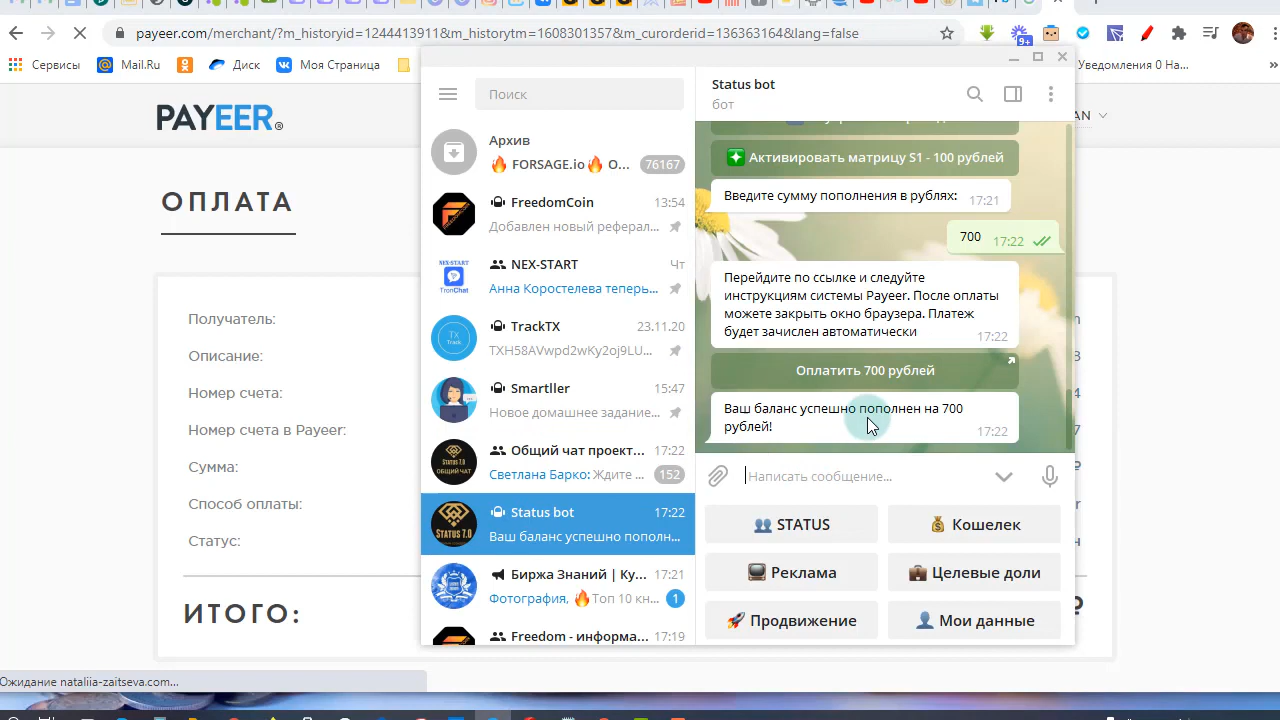 payeer.com/merchant/?m_historyid=1244413911&m_historytm=1608301357&m_curorderid=136358164&lang=false
9+
Сервисы
Mail.Ru
Диск
Моя Страница
Уведомления 0 На...
»
PAYEER®
AN
ОПЛАТА
Получатель:
Описание:
Номер счета:
Номер счета в Payeer:
Сумма:
Способ оплаты:
Статус:
ИТОГО:
Ожидание nataliia-zaitseva.com...
Поиск
Архив
FORSAGE.io О...
76167
FreedomCoin
13:54
Добавлен новый реферал...
NEX-START
Чт
Анна Коростелева теперь...
TrackTX
23.11.20
TXH58AVwpd2wKy2oj9LU...
Smartller
15:47
Новое домашнее задание...
Общий чат проект...
17:22
Светлана Барко: Ждите ...
152
Status bot
17:22
Ваш баланс успешно пополн...
Биржа Знаний | Ку...
17:21
Фотография, Топ 10 кн...
1
Freedom - информа...
17:19
Status bot
бот
Активировать матрицу S1 - 100 рублей
Введите сумму пополнения в рублях:
17:21
700
17:22
Перейдите по ссылке и следуйте
инструкциям системы Payeer. После оплаты
можете закрыть окно браузера. Платеж
будет зачислен автоматически
17:22
Оплатить 700 рублей
Ваш баланс успешно пополнен на 700
рублей!
17:22
Написать сообщение...
STATUS
Кошелек
Реклама
Целевые доли
Продвижение
Мои данные